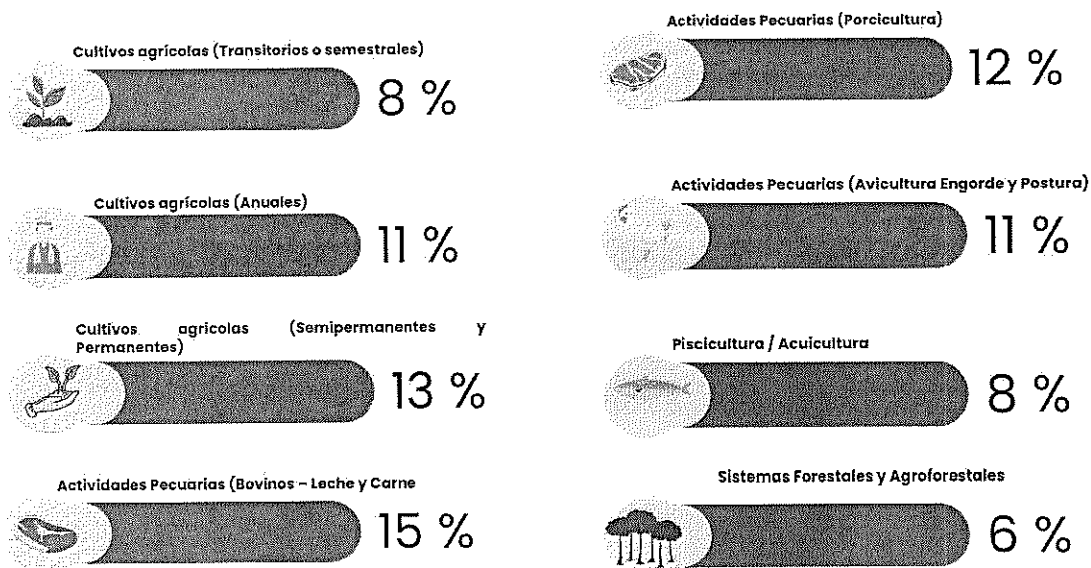 Cultivos agrícolas (Transitorios o semestrales)
8 %
Cultivos agrícolas (Anuales)
11 %
Cultivos agrícolas (Semipermanentes y
Permanentes)
13 %
Actividades Pecuarias (Bovinos – Leche y Carne
15 %
Actividades Pecuarias (Porcicultura)
12 %
Actividades Pecuarias (Avicultura Engorde y Postura)
11 %
Piscicultura / Acuicultura
8 %
Sistemas Forestales y Agroforestales
6 %